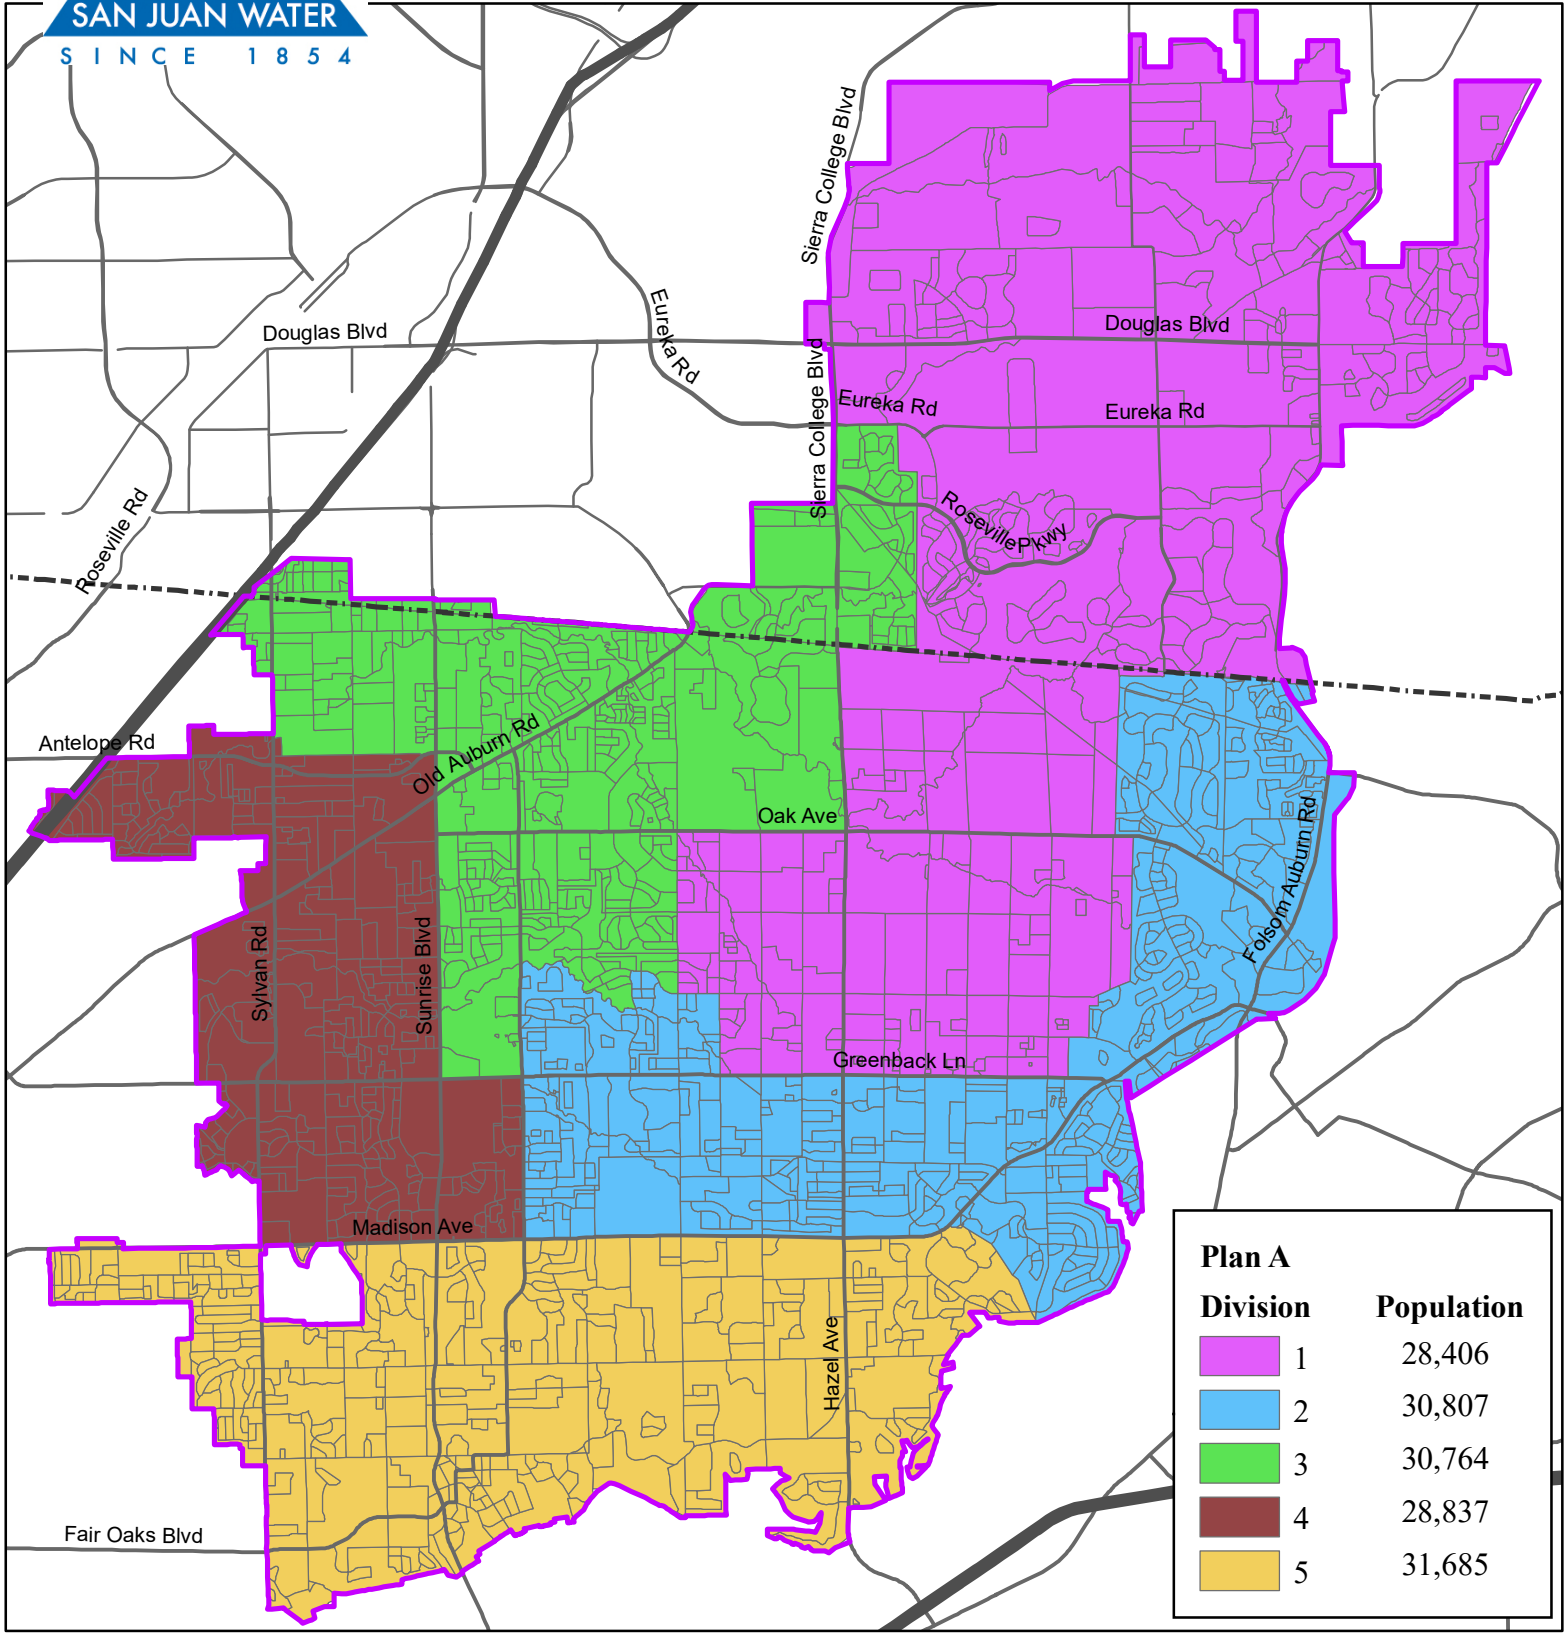 SAN JUAN WATER
SINCE 1854
Sierra College Blvd
Douglas Blvd
Eureka Rd
Douglas Blvd
Sierra College Blvd
Eureka Rd
Eureka Rd
Roseville Rd
Roseville Pkwy
Antelope Rd
Old Auburn Rd
Oak Ave
Folsom Auburn Rd
Sylvan Rd
Sunrise Blvd
Greenback Ln
Madison Ave
Hazel Ave
Fair Oaks Blvd
Plan A
Division Population
1 28,406
2 30,807
3 30,764
4 28,837
5 31,685